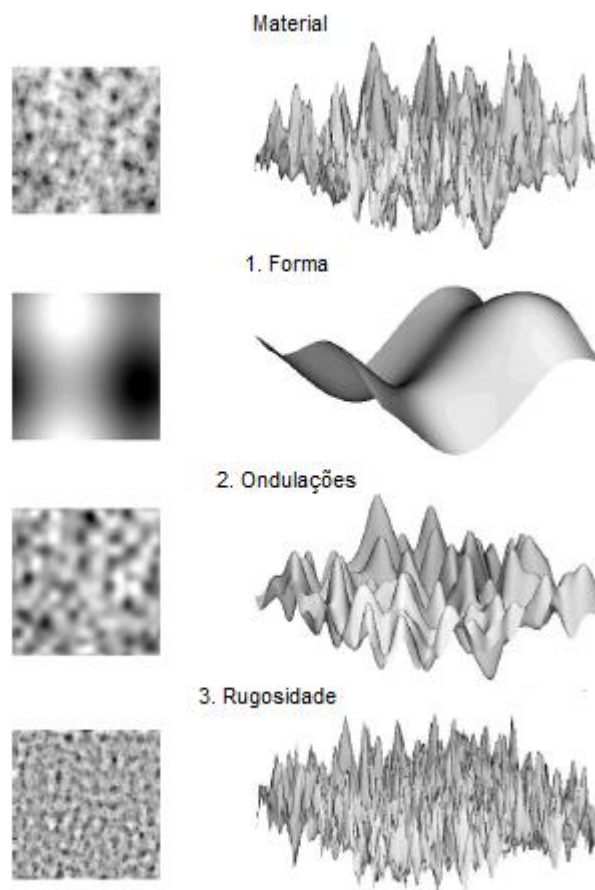 Material
1. Forma
2. Ondulações
3. Rugosidade